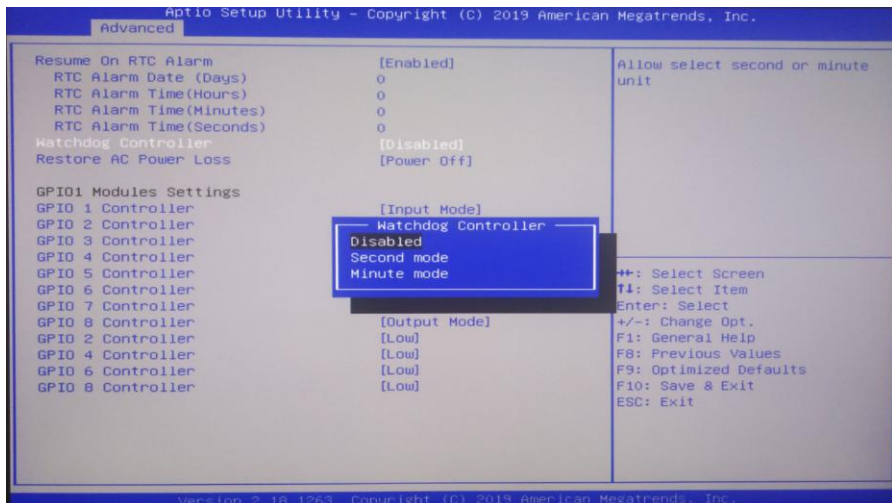 Aptio Setup Utility – Copyright (C) 2019 American Megatrends, Inc.
Advanced
Resume On RTC Alarm [Enabled]
RTC Alarm Date (Days) 0
RTC Alarm Time(Hours) 0
RTC Alarm Time(Minutes) 0
RTC Alarm Time(Seconds) 0
Watchdog Controller [Disabled]
Restore AC Power Loss [Power Off]
GPIO1 Modules Settings
GPIO 1 Controller [Input Mode]
GPIO 2 Controller
GPIO 3 Controller
GPIO 4 Controller
GPIO 5 Controller
GPIO 6 Controller
GPIO 7 Controller
GPIO 8 Controller [Output Mode]
GPIO 2 Controller [Low]
GPIO 4 Controller [Low]
GPIO 6 Controller [Low]
GPIO 8 Controller [Low]
Watchdog Controller
Disabled
Second mode
Minute mode
Allow select second or minute
unit
→←: Select Screen
↑↓: Select Item
Enter: Select
+/-: Change Opt.
F1: General Help
F8: Previous Values
F9: Optimized Defaults
F10: Save & Exit
ESC: Exit
Version 2.18.1263. Copyright (C) 2019 American Megatrends, Inc.